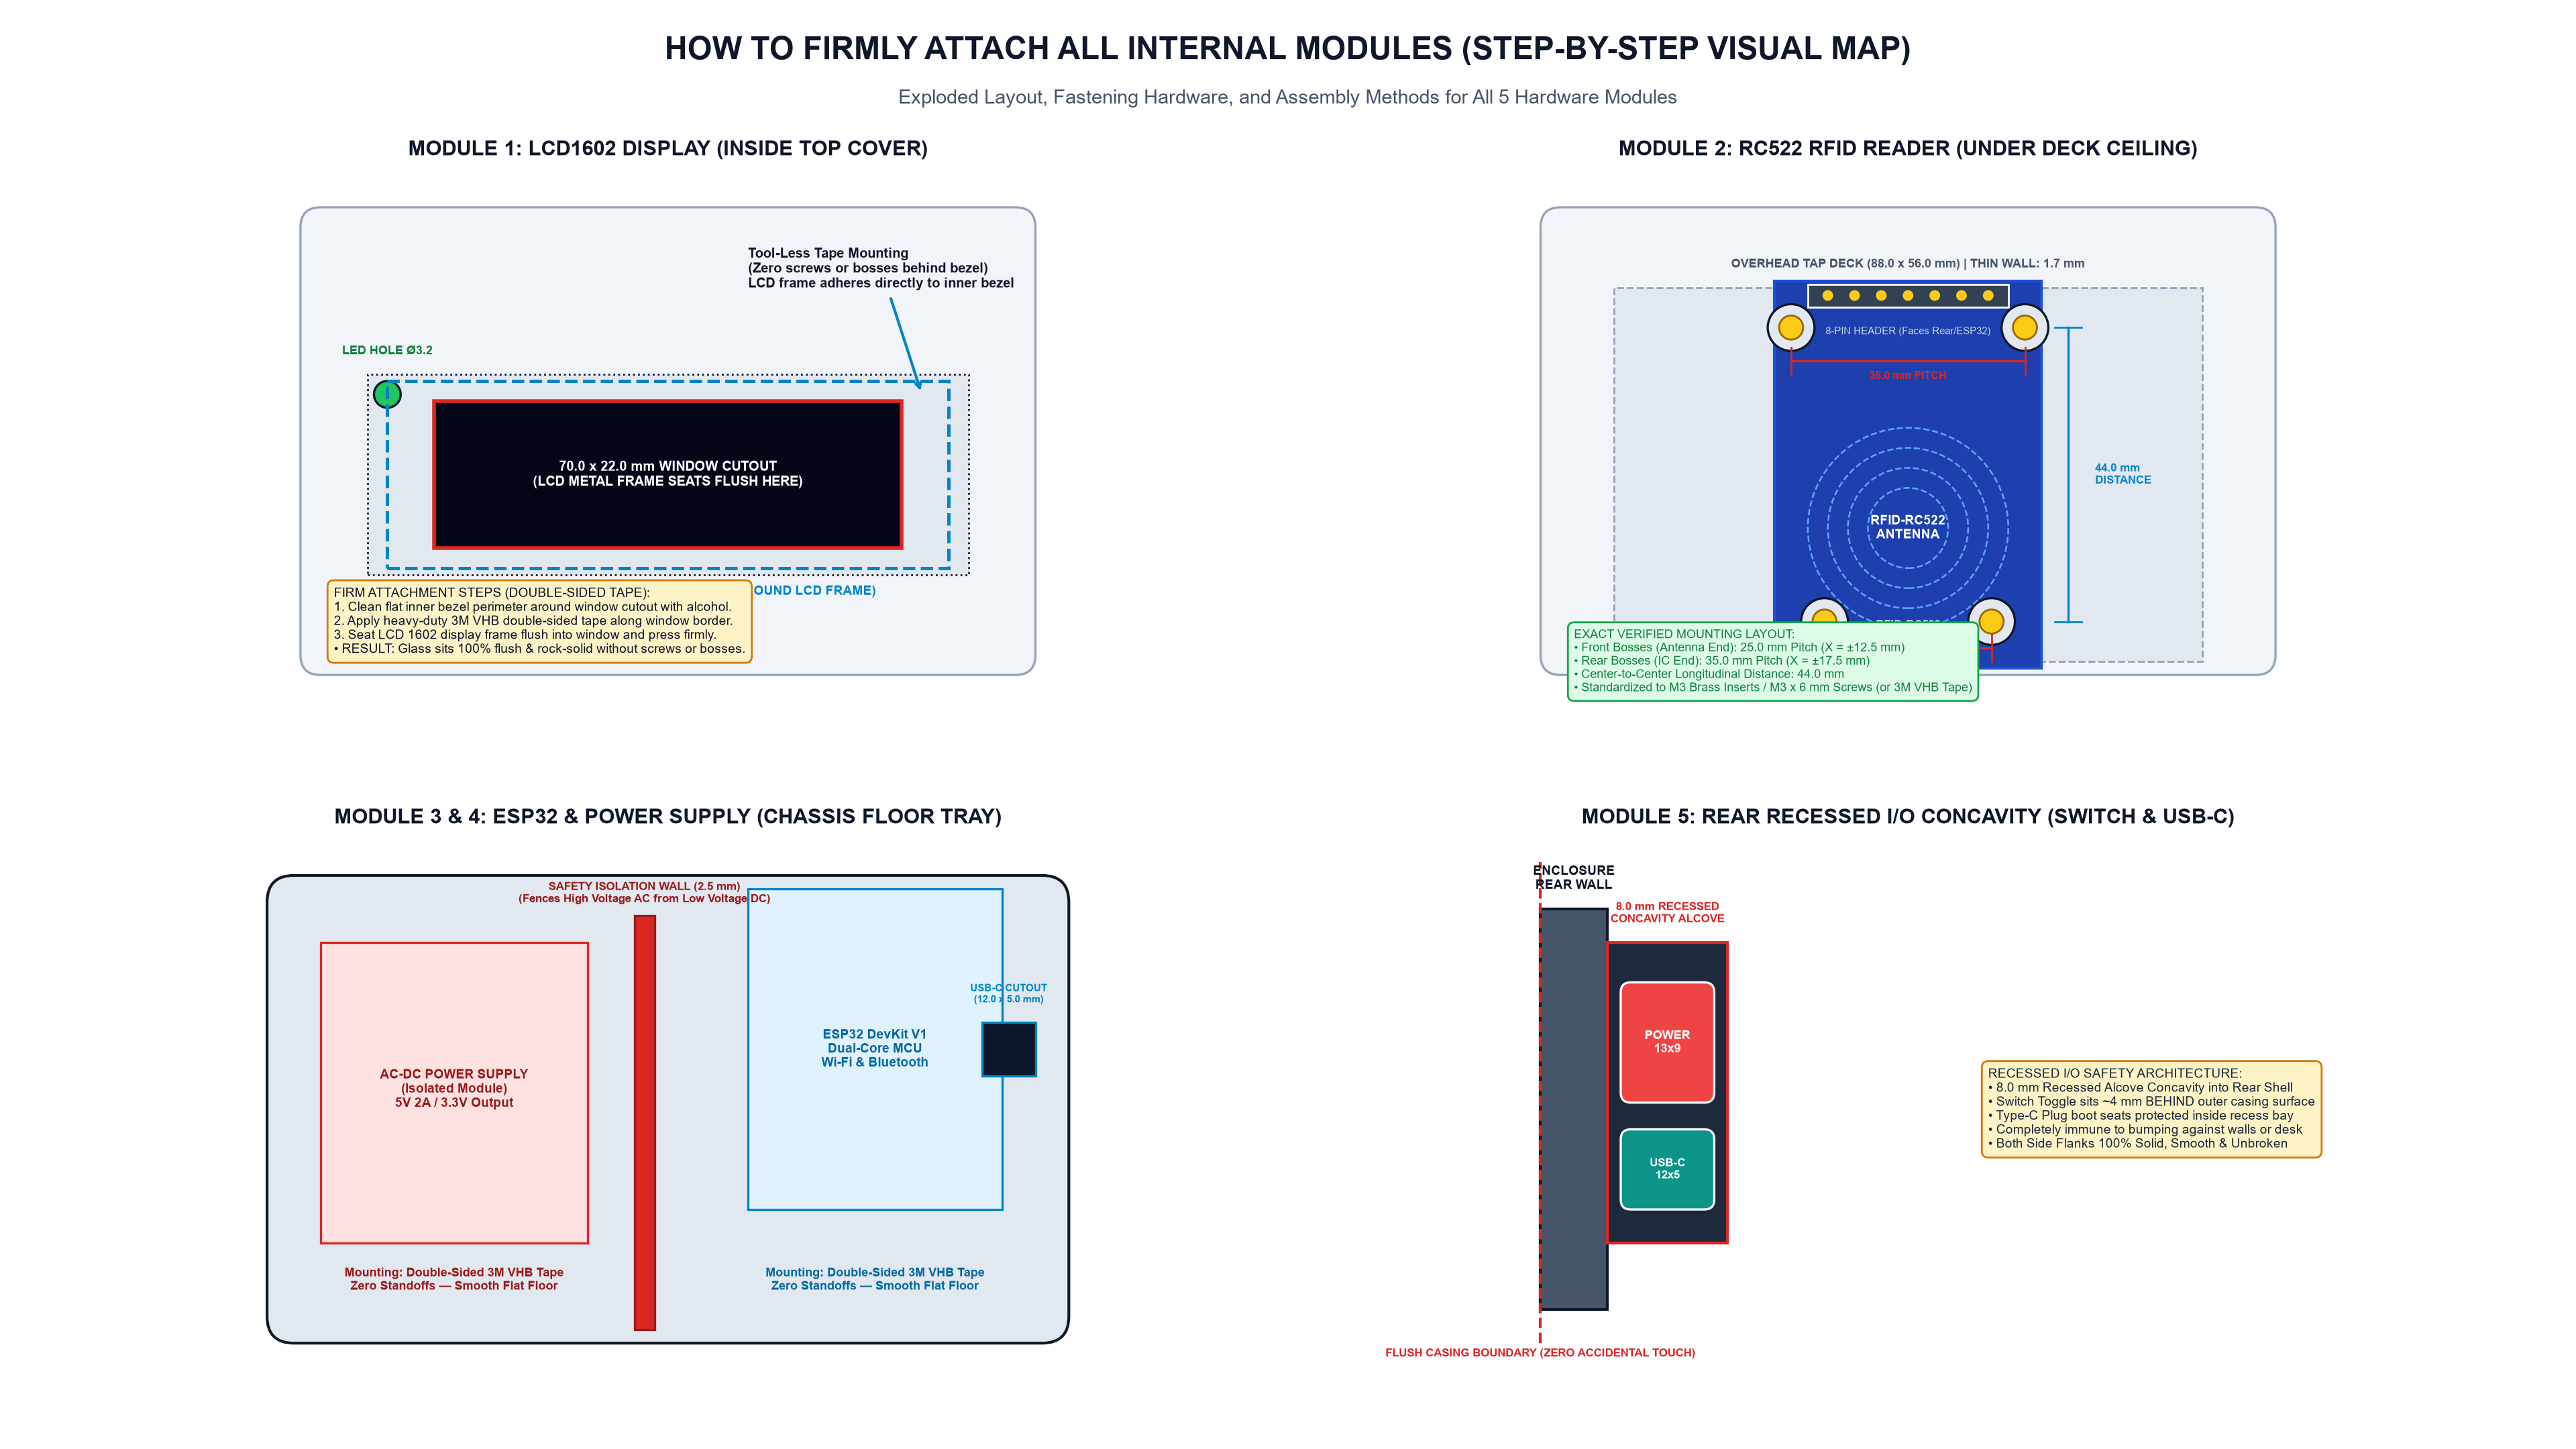 HOW TO FIRMLY ATTACH ALL INTERNAL MODULES (STEP-BY-STEP VISUAL MAP)
Exploded Layout, Fastening Hardware, and Assembly Methods for All 5 Hardware Modules
MODULE 1: LCD1602 DISPLAY (INSIDE TOP COVER)
Tool-Less Tape Mounting
(Zero screws or bosses behind bezel)
LCD frame adheres directly to inner bezel
LED HOLE Ø3.2
70.0 x 22.0 mm WINDOW CUTOUT
(LCD METAL FRAME SEATS FLUSH HERE)
OUND LCD FRAME)
FIRM ATTACHMENT STEPS (DOUBLE-SIDED TAPE):
1. Clean flat inner bezel perimeter around window cutout with alcohol.
2. Apply heavy-duty 3M VHB double-sided tape along window border.
3. Seat LCD 1602 display frame flush into window and press firmly.
• RESULT: Glass sits 100% flush & rock-solid without screws or bosses.
MODULE 2: RC522 RFID READER (UNDER DECK CEILING)
OVERHEAD TAP DECK (88.0 x 56.0 mm) | THIN WALL: 1.7 mm
8-PIN HEADER (Faces Rear/ESP32)
35.0 mm PITCH
44.0 mm
DISTANCE
RFID-RC522
ANTENNA
EXACT VERIFIED MOUNTING LAYOUT:
• Front Bosses (Antenna End): 25.0 mm Pitch (X = ±12.5 mm)
• Rear Bosses (IC End): 35.0 mm Pitch (X = ±17.5 mm)
• Center-to-Center Longitudinal Distance: 44.0 mm
• Standardized to M3 Brass Inserts / M3 x 6 mm Screws (or 3M VHB Tape)
MODULE 3 & 4: ESP32 & POWER SUPPLY (CHASSIS FLOOR TRAY)
SAFETY ISOLATION WALL (2.5 mm)
(Fences High Voltage AC from Low Voltage DC)
USB-C CUTOUT
(12.0 x 5.0 mm)
ESP32 DevKit V1
Dual-Core MCU
Wi-Fi & Bluetooth
AC-DC POWER SUPPLY
(Isolated Module)
5V 2A / 3.3V Output
Mounting: Double-Sided 3M VHB Tape
Zero Standoffs — Smooth Flat Floor
Mounting: Double-Sided 3M VHB Tape
Zero Standoffs — Smooth Flat Floor
MODULE 5: REAR RECESSED I/O CONCAVITY (SWITCH & USB-C)
ENCLOSURE
REAR WALL
8.0 mm RECESSED
CONCAVITY ALCOVE
POWER
13x9
USB-C
12x5
RECESSED I/O SAFETY ARCHITECTURE:
• 8.0 mm Recessed Alcove Concavity into Rear Shell
• Switch Toggle sits ~4 mm BEHIND outer casing surface
• Type-C Plug boot seats protected inside recess bay
• Completely immune to bumping against walls or desk
• Both Side Flanks 100% Solid, Smooth & Unbroken
FLUSH CASING BOUNDARY (ZERO ACCIDENTAL TOUCH)